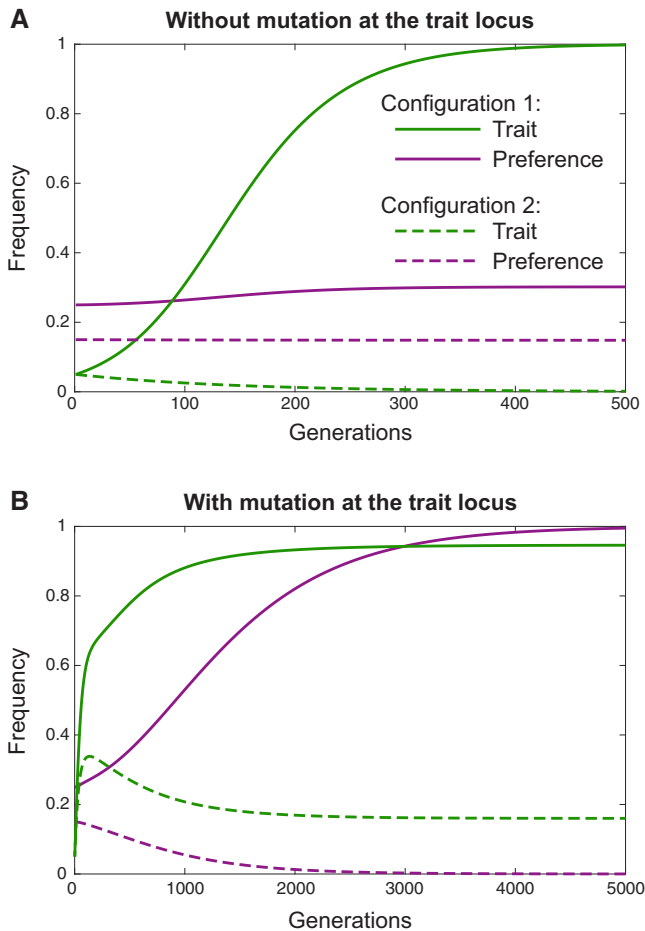 A Without mutation at the trait locus
1
0.8
0.6
0.4
0.2
0
Frequency
Configuration 1:
Trait
Preference
Configuration 2:
Trait
Preference
0 100 200 300 400 500
Generations
B With mutation at the trait locus
1
0.8
0.6
0.4
0.2
0
Frequency
0 1000 2000 3000 4000 5000
Generations